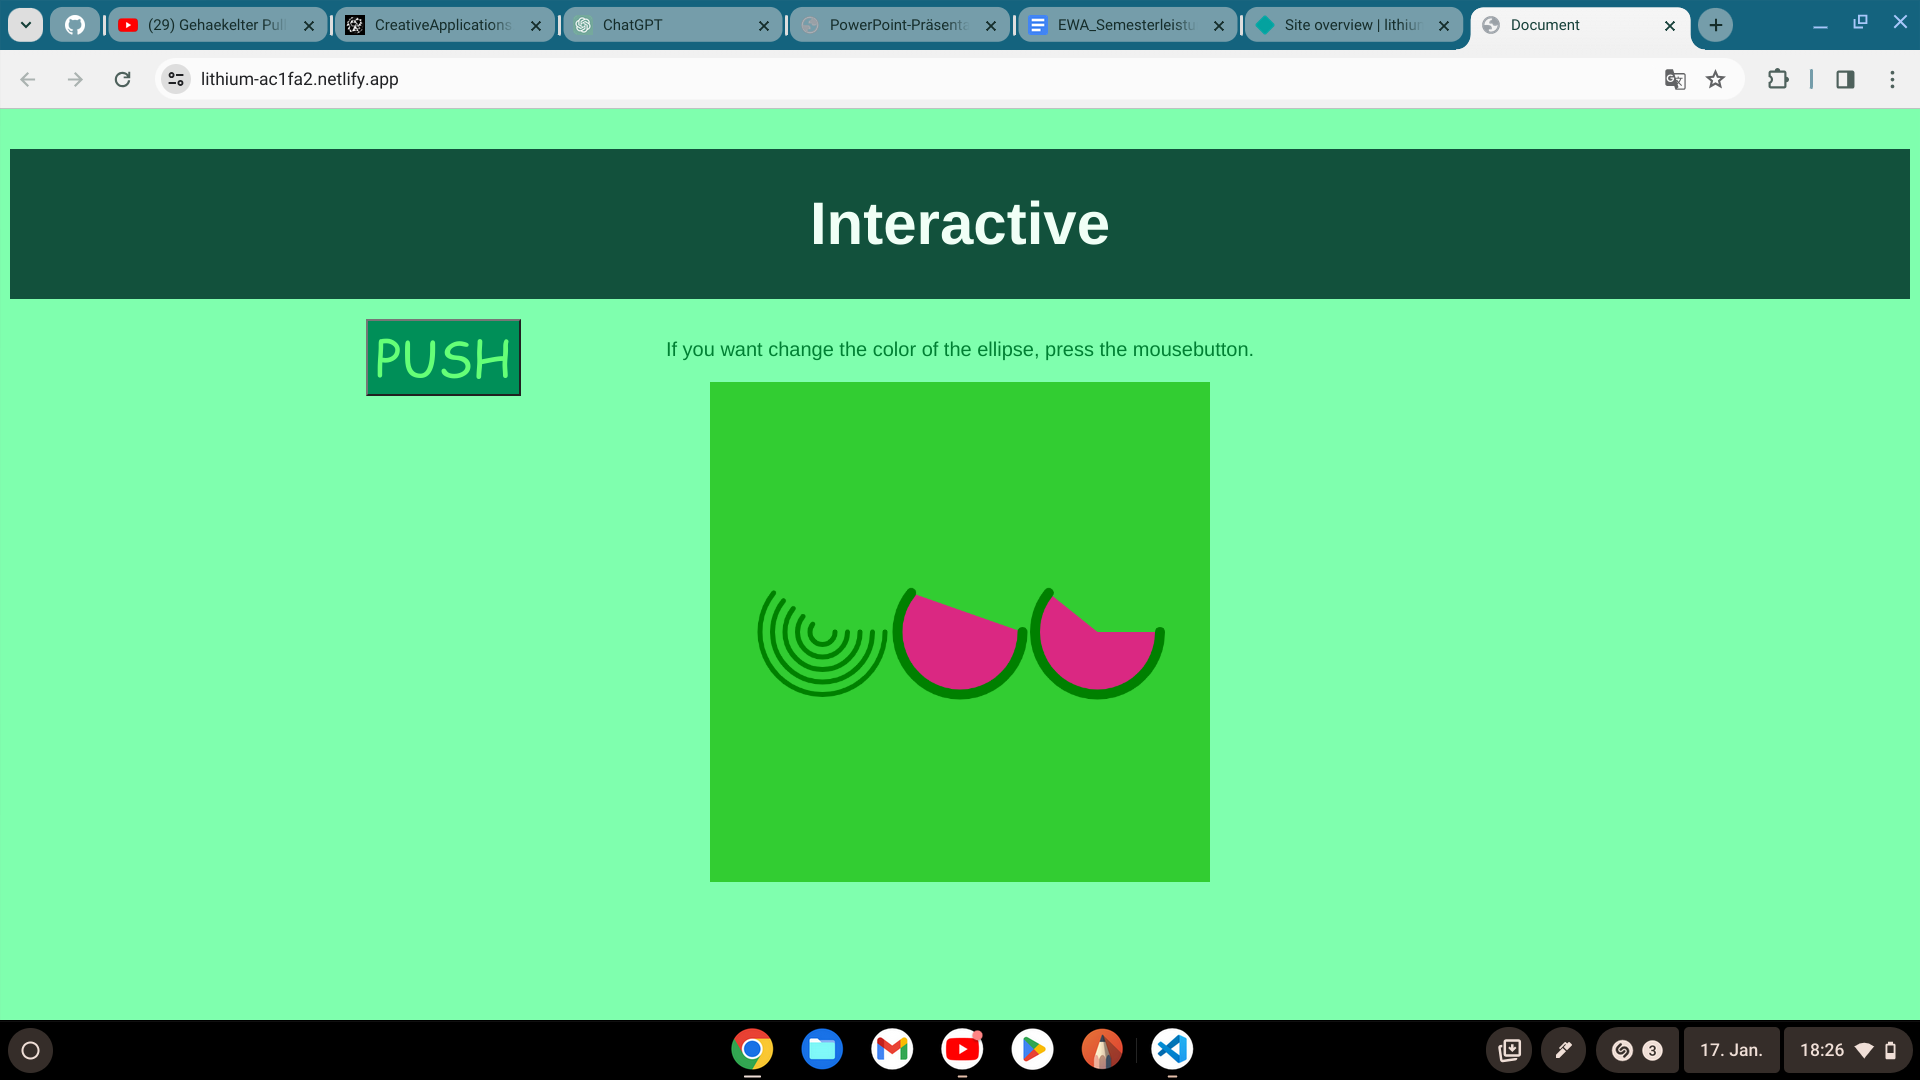 (29) Gehaekelter Pull
CreativeApplications
ChatGPT
PowerPoint-Präsenta
EWA_Semesterleistu
Site overview | lithiun
Document
lithium-ac1fa2.netlify.app
Interactive
PUSH
If you want change the color of the ellipse, press the mousebutton.
3
17. Jan.
18:26